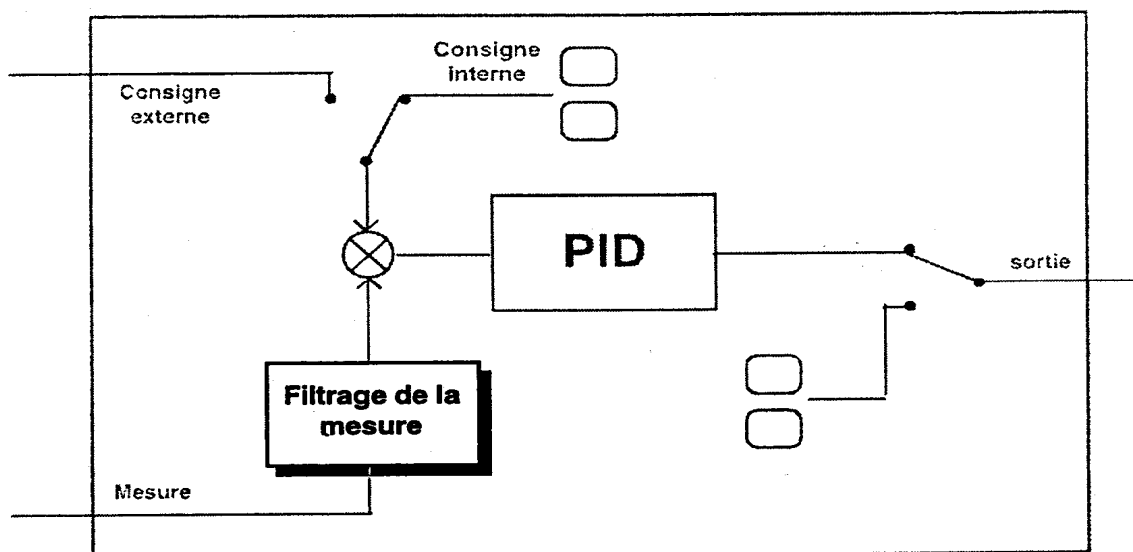 Consigne
interne
Consigne
externe
PID
sortie
Filtrage de la
mesure
Mesure